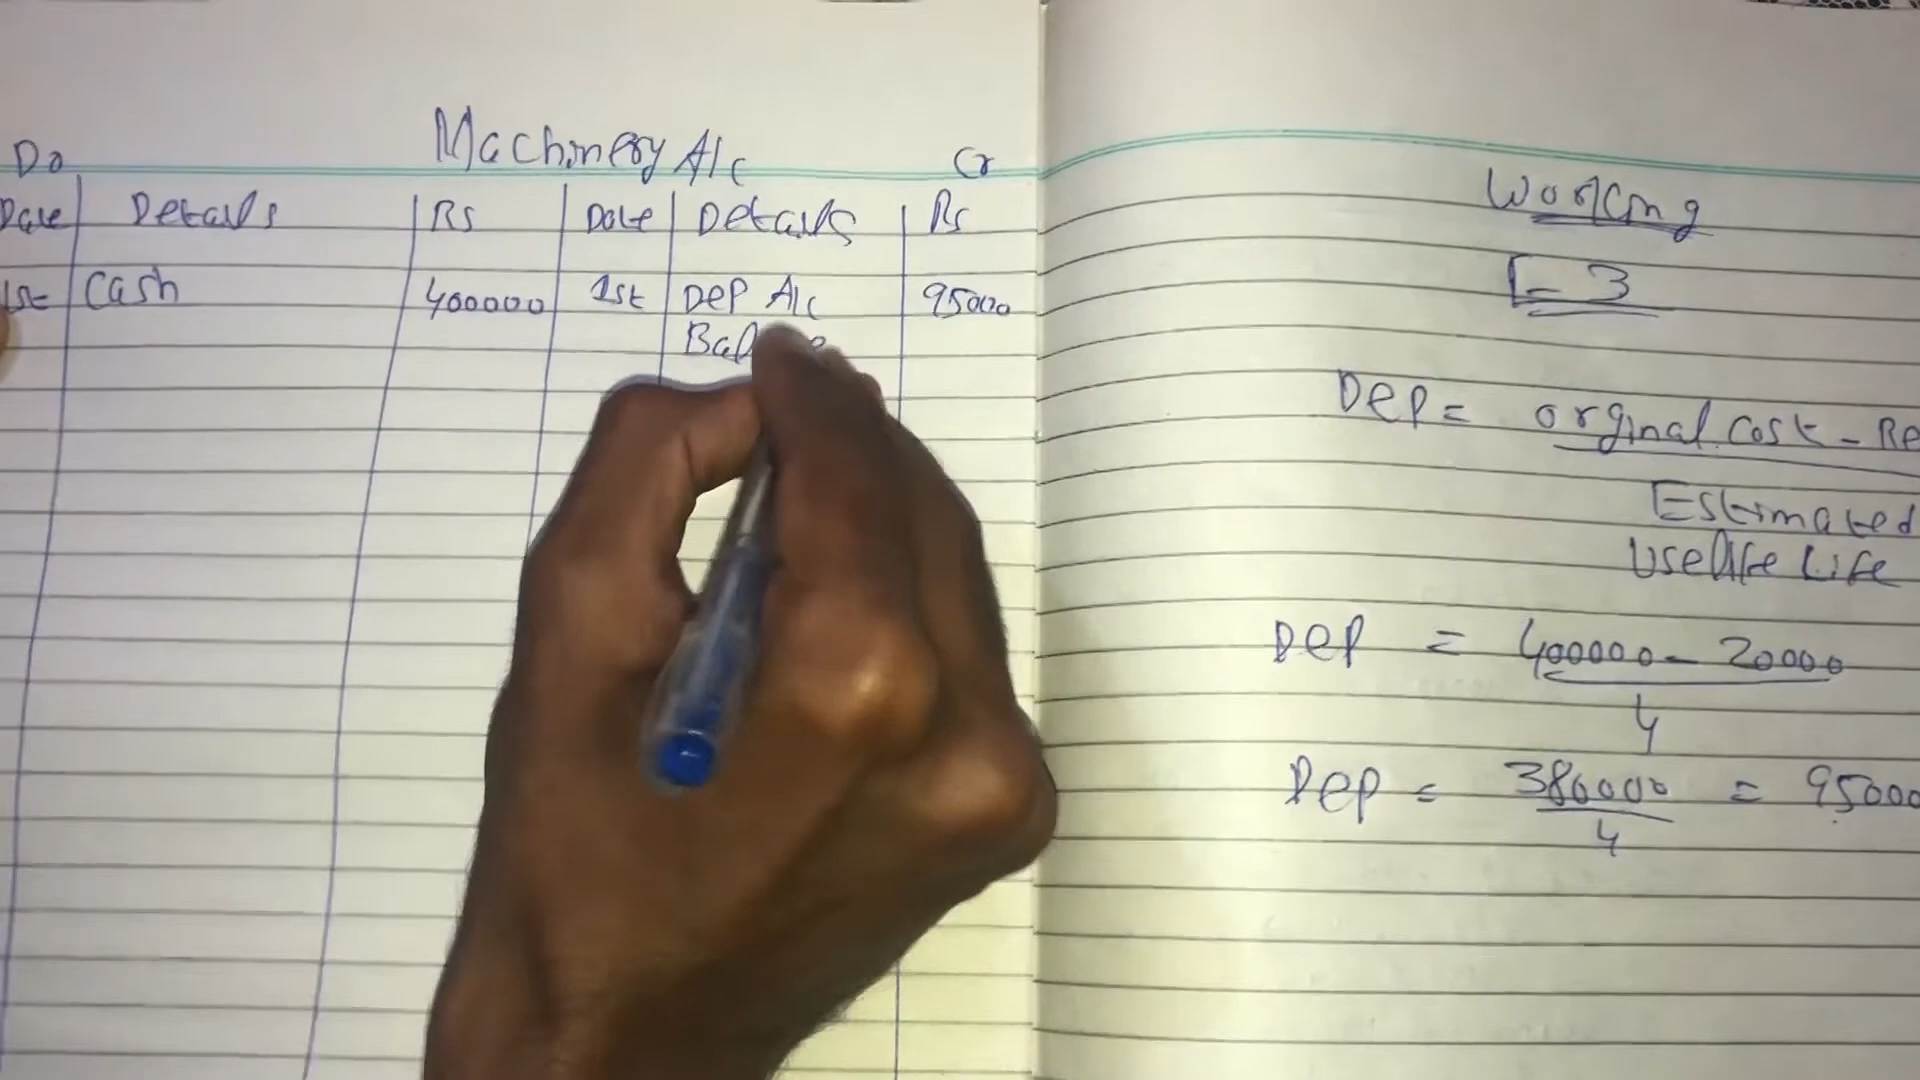 Machinery A/c
Dr Cr
Date Details Rs Date Details Rs
1st Cash 400000 1st Dep A/c 95000
Working
L-3
Dep = orginal cost - Re
Estimated
Life
Dep = 400000 - 20000
4
Dep = 380000 = 95000
4